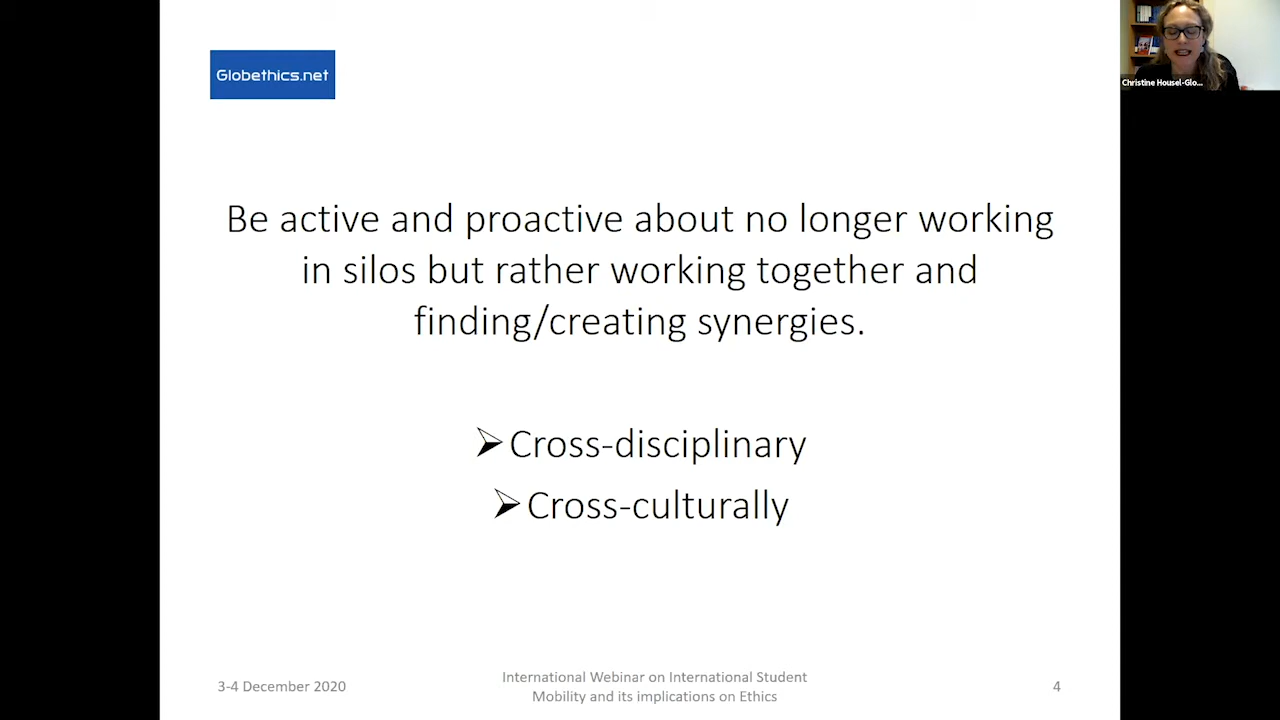 Globethics.net
Christine Housel-Glo...
Be active and proactive about no longer working
in silos but rather working together and
finding/creating synergies.
Cross-disciplinary
Cross-culturally
3-4 December 2020
International Webinar on International Student
Mobility and its implications on Ethics
4